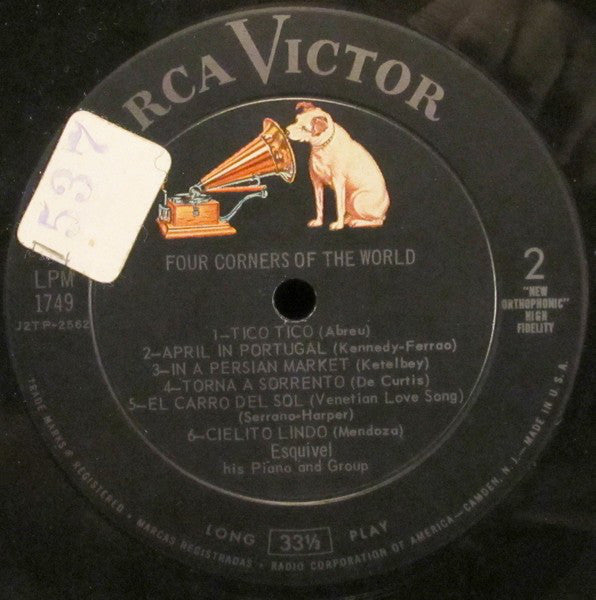 RCA VICTOR
1537
FOUR CORNERS OF THE WORLD
LPM
1749
J2TP-2562
2
"NEW
ORTHOPHONIC"
HIGH
FIDELITY
1-TICO TICO (Abreu)
2-APRIL IN PORTUGAL (Kennedy-Ferrao)
3-IN A PERSIAN MARKET (Ketelbey)
4-TORNA A SORRENTO (De Curtis)
5-EL CARRO DEL SOL (Venetian Love Song)
(Serrano-Harper)
6-CIELITO LINDO (Mendoza)
Esquivel
his Piano and Group
LONG 33⅓ PLAY
TRADE MARKS ® REGISTERED • MARCAS REGISTRADAS • RADIO CORPORATION OF AMERICA—CAMDEN, N. J.—MADE IN U.S.A.